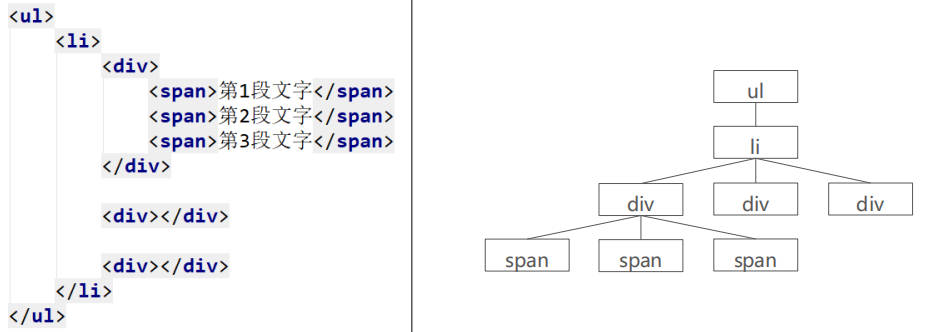 <ul>
<li>
<div>
<span>第1段文字</span>
<span>第2段文字</span>
<span>第3段文字</span>
</div>
<div></div>
<div></div>
</li>
</ul>
ul
li
div div div
span span span